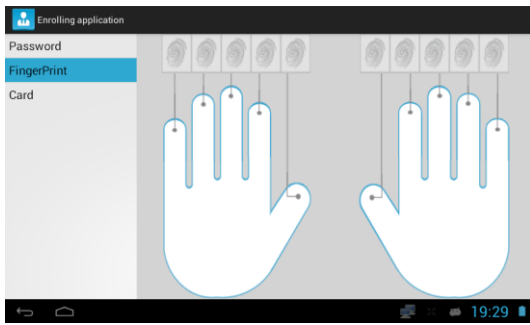 Enrolling application
Password
FingerPrint
Card
19:29